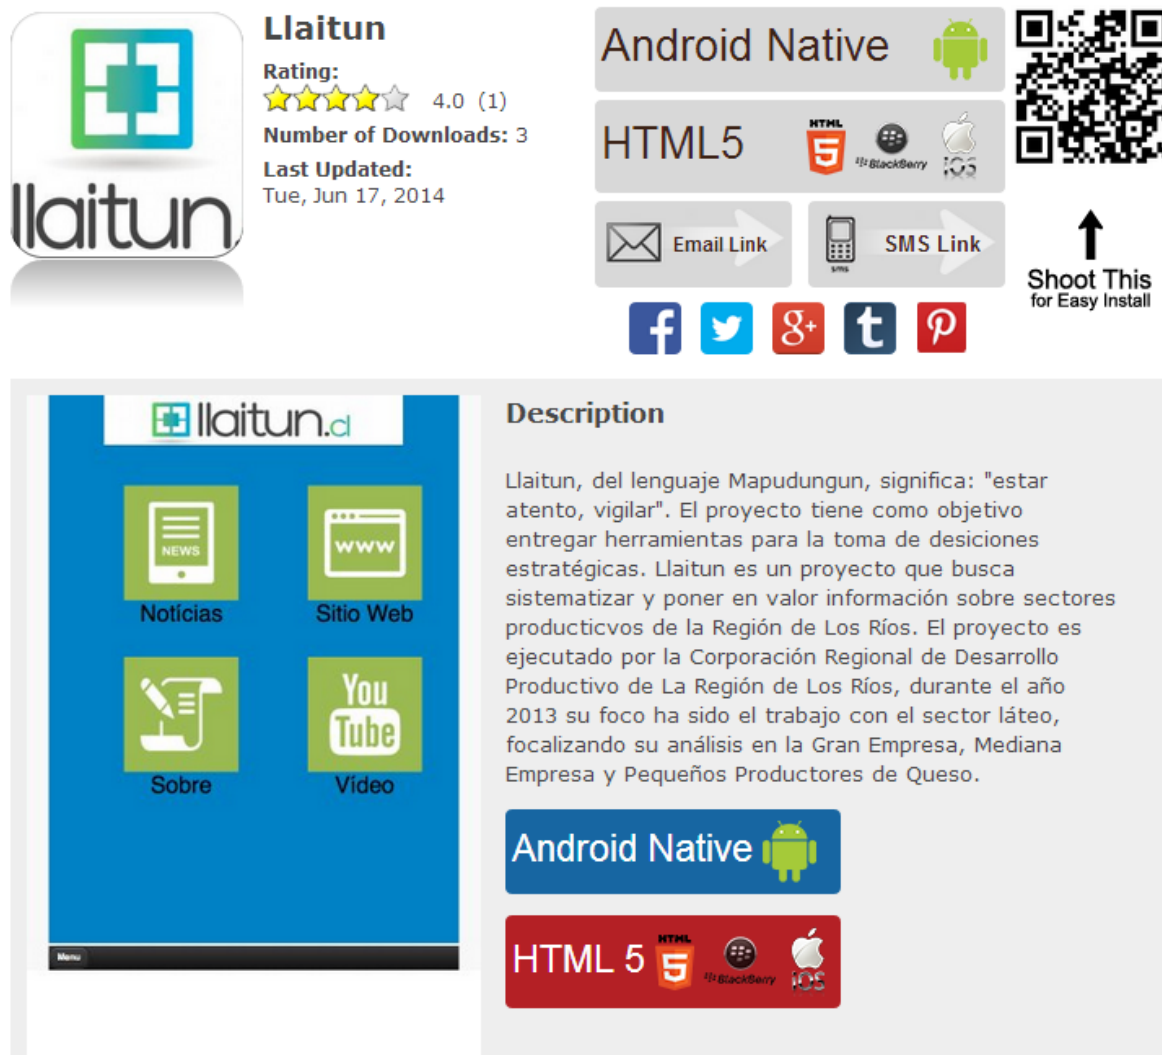 Llaitun
Rating:
4.0 (1)
Number of Downloads: 3
Last Updated:
Tue, Jun 17, 2014
llaitun.
Android Native
HTML5
HTML
5
BlackBerry
iOS
Email Link
sms
SMS Link
Shoot This
for Easy Install
f
g+
t
llaitun.cl
NEWS
Notícias
www
Sitio Web
Sobre
You
Tube
Vídeo
Menu
Description
Llaitun, del lenguaje Mapudungun, significa: "estar
atento, vigilar". El proyecto tiene como objetivo
entregar herramientas para la toma de desiciones
estratégicas. Llaitun es un proyecto que busca
sistematizar y poner en valor información sobre sectores
producticvos de la Región de Los Ríos. El proyecto es
ejecutado por la Corporación Regional de Desarrollo
Productivo de La Región de Los Ríos, durante el año
2013 su foco ha sido el trabajo con el sector láteo,
focalizando su análisis en la Gran Empresa, Mediana
Empresa y Pequeños Productores de Queso.
Android Native
HTML 5
HTML
5
BlackBerry
iOS